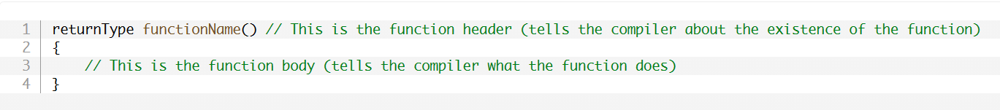 1 returnType functionName() // This is the function header (tells the compiler about the existence of the function)
2 {
3 // This is the function body (tells the compiler what the function does)
4 }